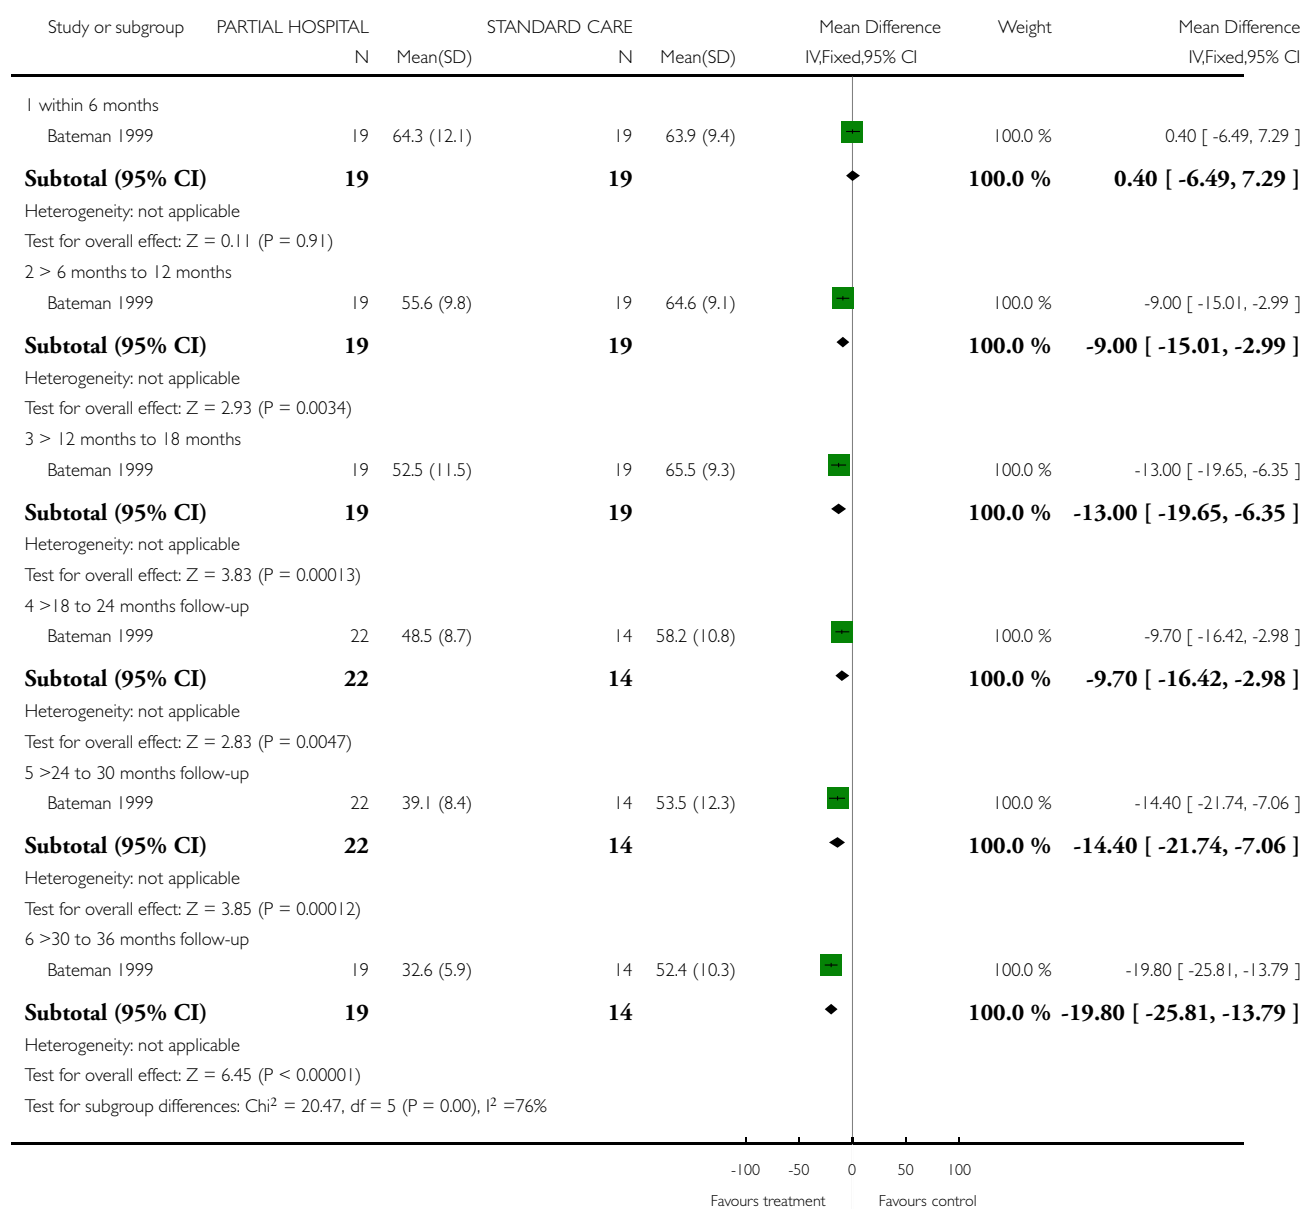 Study or subgroup PARTIAL HOSPITAL STANDARD CARE Mean Difference Weight Mean Difference
N Mean(SD) N Mean(SD) IV,Fixed,95% CI IV,Fixed,95% CI
1 within 6 months
Bateman 1999 19 64.3 (12.1) 19 63.9 (9.4) 100.0 % 0.40 [ -6.49, 7.29 ]
Subtotal (95% CI) 19 19 100.0 % 0.40 [ -6.49, 7.29 ]
Heterogeneity: not applicable
Test for overall effect: Z = 0.11 (P = 0.91)
2 > 6 months to 12 months
Bateman 1999 19 55.6 (9.8) 19 64.6 (9.1) 100.0 % -9.00 [ -15.01, -2.99 ]
Subtotal (95% CI) 19 19 100.0 % -9.00 [ -15.01, -2.99 ]
Heterogeneity: not applicable
Test for overall effect: Z = 2.93 (P = 0.0034)
3 > 12 months to 18 months
Bateman 1999 19 52.5 (11.5) 19 65.5 (9.3) 100.0 % -13.00 [ -19.65, -6.35 ]
Subtotal (95% CI) 19 19 100.0 % -13.00 [ -19.65, -6.35 ]
Heterogeneity: not applicable
Test for overall effect: Z = 3.83 (P = 0.00013)
4 >18 to 24 months follow-up
Bateman 1999 22 48.5 (8.7) 14 58.2 (10.8) 100.0 % -9.70 [ -16.42, -2.98 ]
Subtotal (95% CI) 22 14 100.0 % -9.70 [ -16.42, -2.98 ]
Heterogeneity: not applicable
Test for overall effect: Z = 2.83 (P = 0.0047)
5 >24 to 30 months follow-up
Bateman 1999 22 39.1 (8.4) 14 53.5 (12.3) 100.0 % -14.40 [ -21.74, -7.06 ]
Subtotal (95% CI) 22 14 100.0 % -14.40 [ -21.74, -7.06 ]
Heterogeneity: not applicable
Test for overall effect: Z = 3.85 (P = 0.00012)
6 >30 to 36 months follow-up
Bateman 1999 19 32.6 (5.9) 14 52.4 (10.3) 100.0 % -19.80 [ -25.81, -13.79 ]
Subtotal (95% CI) 19 14 100.0 % -19.80 [ -25.81, -13.79 ]
Heterogeneity: not applicable
Test for overall effect: Z = 6.45 (P < 0.00001)
Test for subgroup differences: Chi² = 20.47, df = 5 (P = 0.00), I² =76%
-100 -50 0 50 100
Favours treatment Favours control